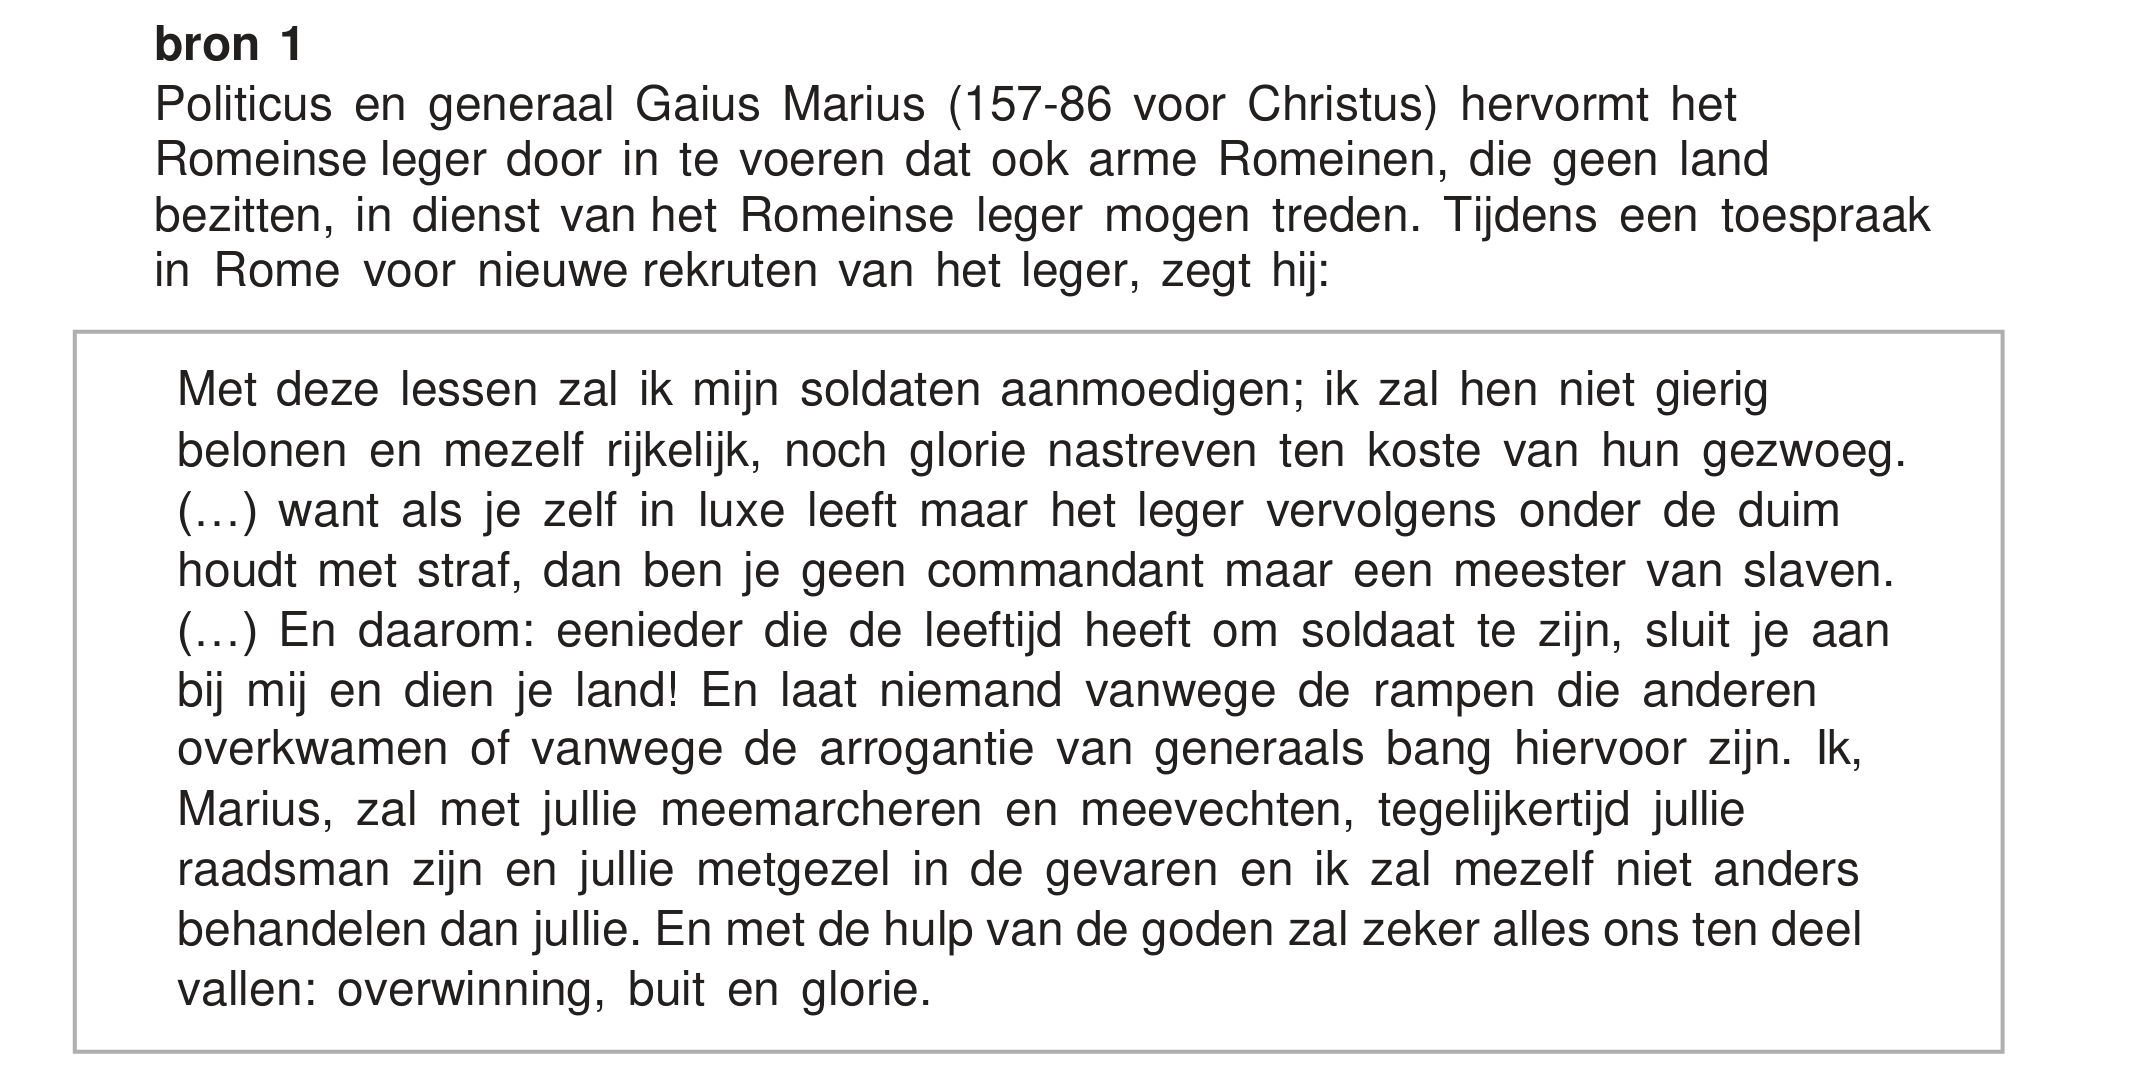 bron 1
Politicus en generaal Gaius Marius (157-86 voor Christus) hervormt het
Romeinse leger door in te voeren dat ook arme Romeinen, die geen land
bezitten, in dienst van het Romeinse leger mogen treden. Tijdens een toespraak
in Rome voor nieuwe rekruten van het leger, zegt hij:
Met deze lessen zal ik mijn soldaten aanmoedigen; ik zal hen niet gierig
belonen en mezelf rijkelijk, noch glorie nastreven ten koste van hun gezwoeg.
(…) want als je zelf in luxe leeft maar het leger vervolgens onder de duim
houdt met straf, dan ben je geen commandant maar een meester van slaven.
(…) En daarom: eenieder die de leeftijd heeft om soldaat te zijn, sluit je aan
bij mij en dien je land! En laat niemand vanwege de rampen die anderen
overkwamen of vanwege de arrogantie van generaals bang hiervoor zijn. Ik,
Marius, zal met jullie meemarcheren en meevechten, tegelijkertijd jullie
raadsman zijn en jullie metgezel in de gevaren en ik zal mezelf niet anders
behandelen dan jullie. En met de hulp van de goden zal zeker alles ons ten deel
vallen: overwinning, buit en glorie.